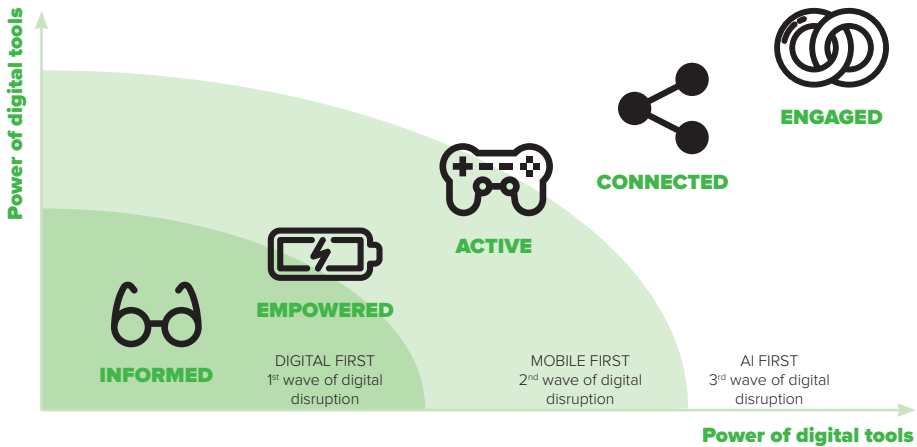 Power of digital tools
ENGAGED
CONNECTED
ACTIVE
EMPOWERED
INFORMED
DIGITAL FIRST
1st wave of digital
disruption
MOBILE FIRST
2nd wave of digital
disruption
AI FIRST
3rd wave of digital
disruption
Power of digital tools